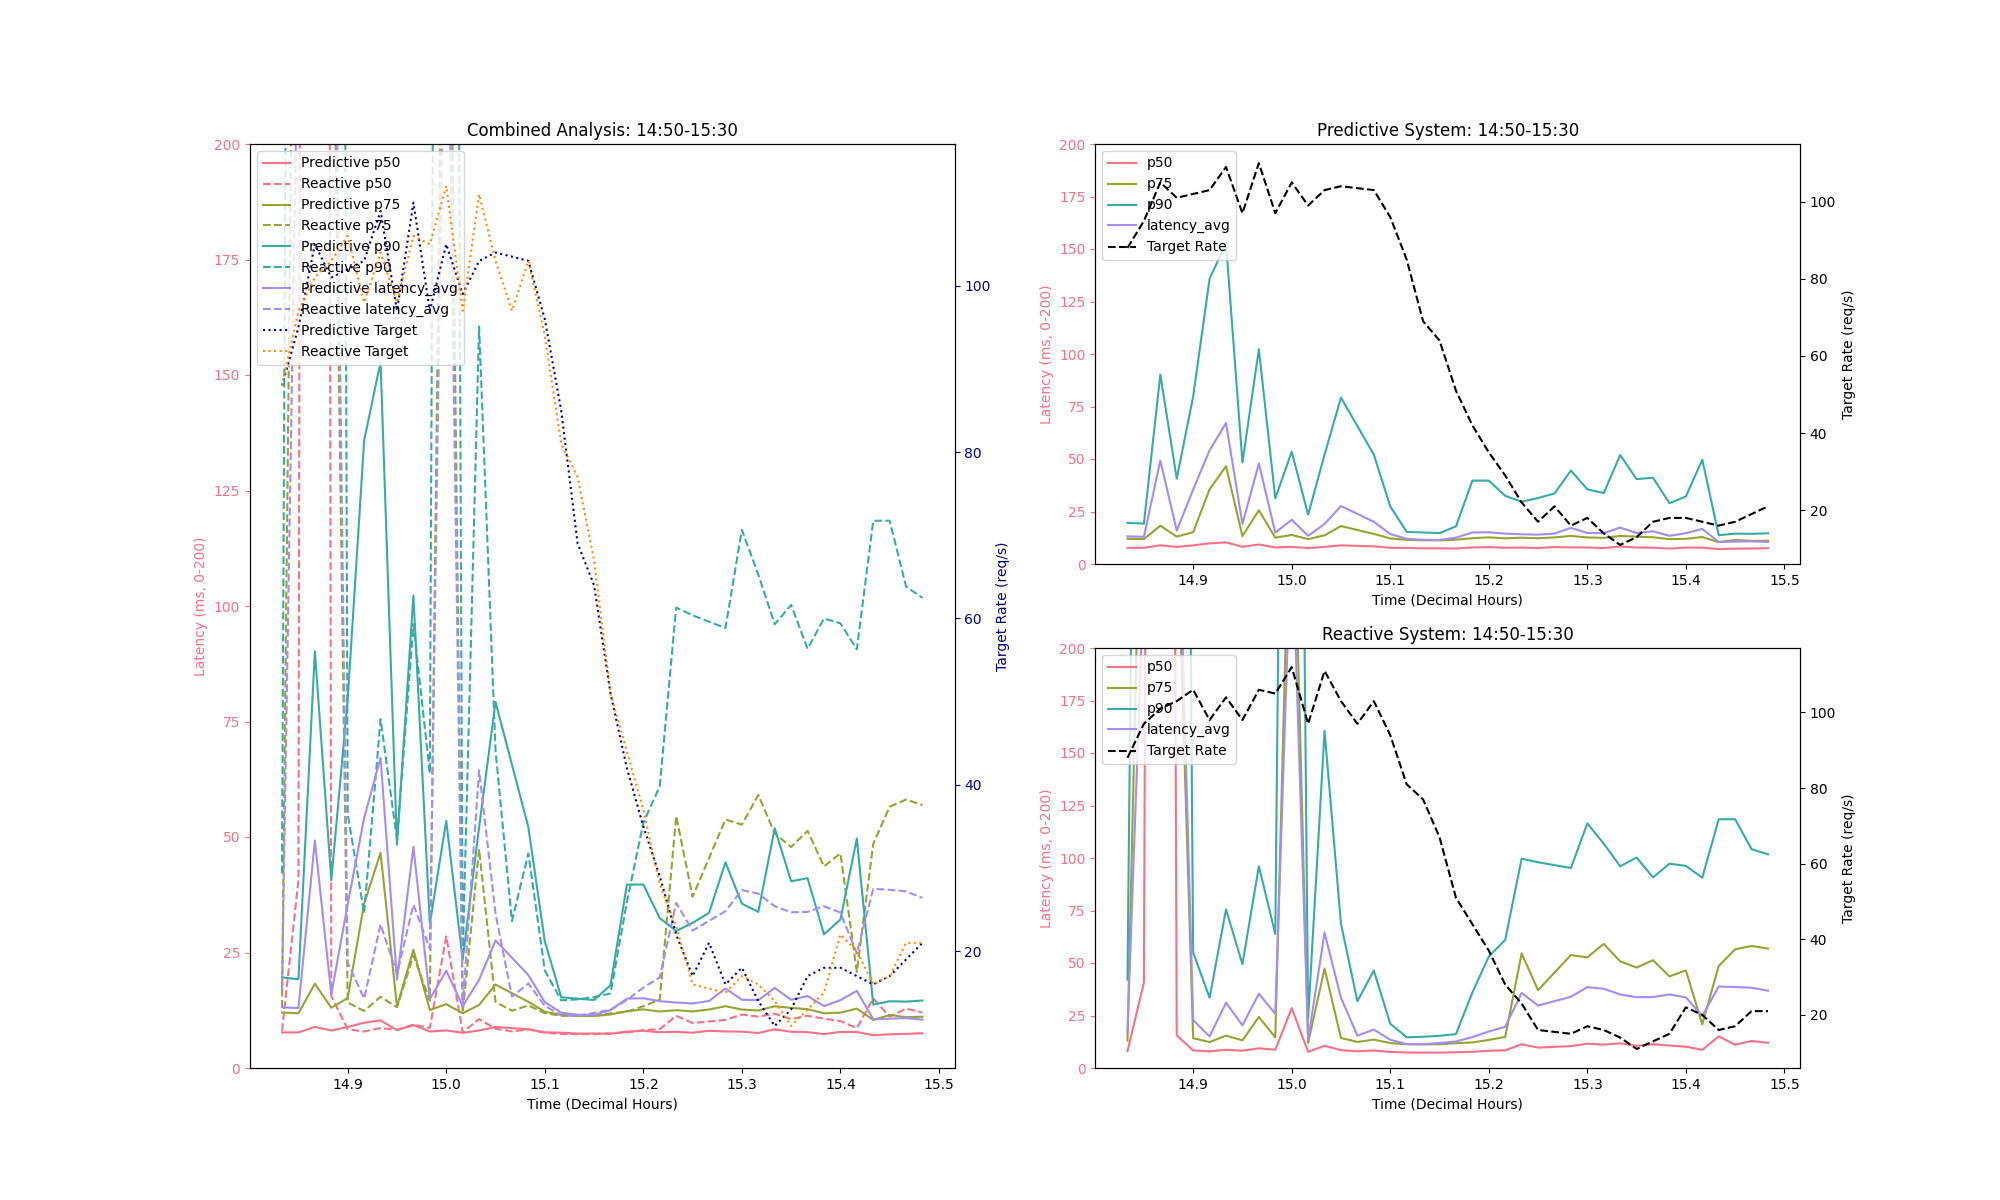 Combined Analysis: 14:50-15:30
Predictive p50
Reactive p50
Predictive p75
Reactive p75
Predictive p90
Reactive p90
Predictive latency_avg
Reactive latency_avg
Predictive Target
Reactive Target
200
175
150
125
100
75
50
25
0
Latency (ms, 0-200)
100
80
60
40
20
Target Rate (req/s)
14.9 15.0 15.1 15.2 15.3 15.4 15.5
Time (Decimal Hours)
Predictive System: 14:50-15:30
p50
p75
p90
latency_avg
Target Rate
200
175
150
125
100
75
50
25
0
Latency (ms, 0-200)
100
80
60
40
20
Target Rate (req/s)
14.9 15.0 15.1 15.2 15.3 15.4 15.5
Time (Decimal Hours)
Reactive System: 14:50-15:30
p50
p75
p90
latency_avg
Target Rate
200
175
150
125
100
75
50
25
0
Latency (ms, 0-200)
100
80
60
40
20
Target Rate (req/s)
14.9 15.0 15.1 15.2 15.3 15.4 15.5
Time (Decimal Hours)